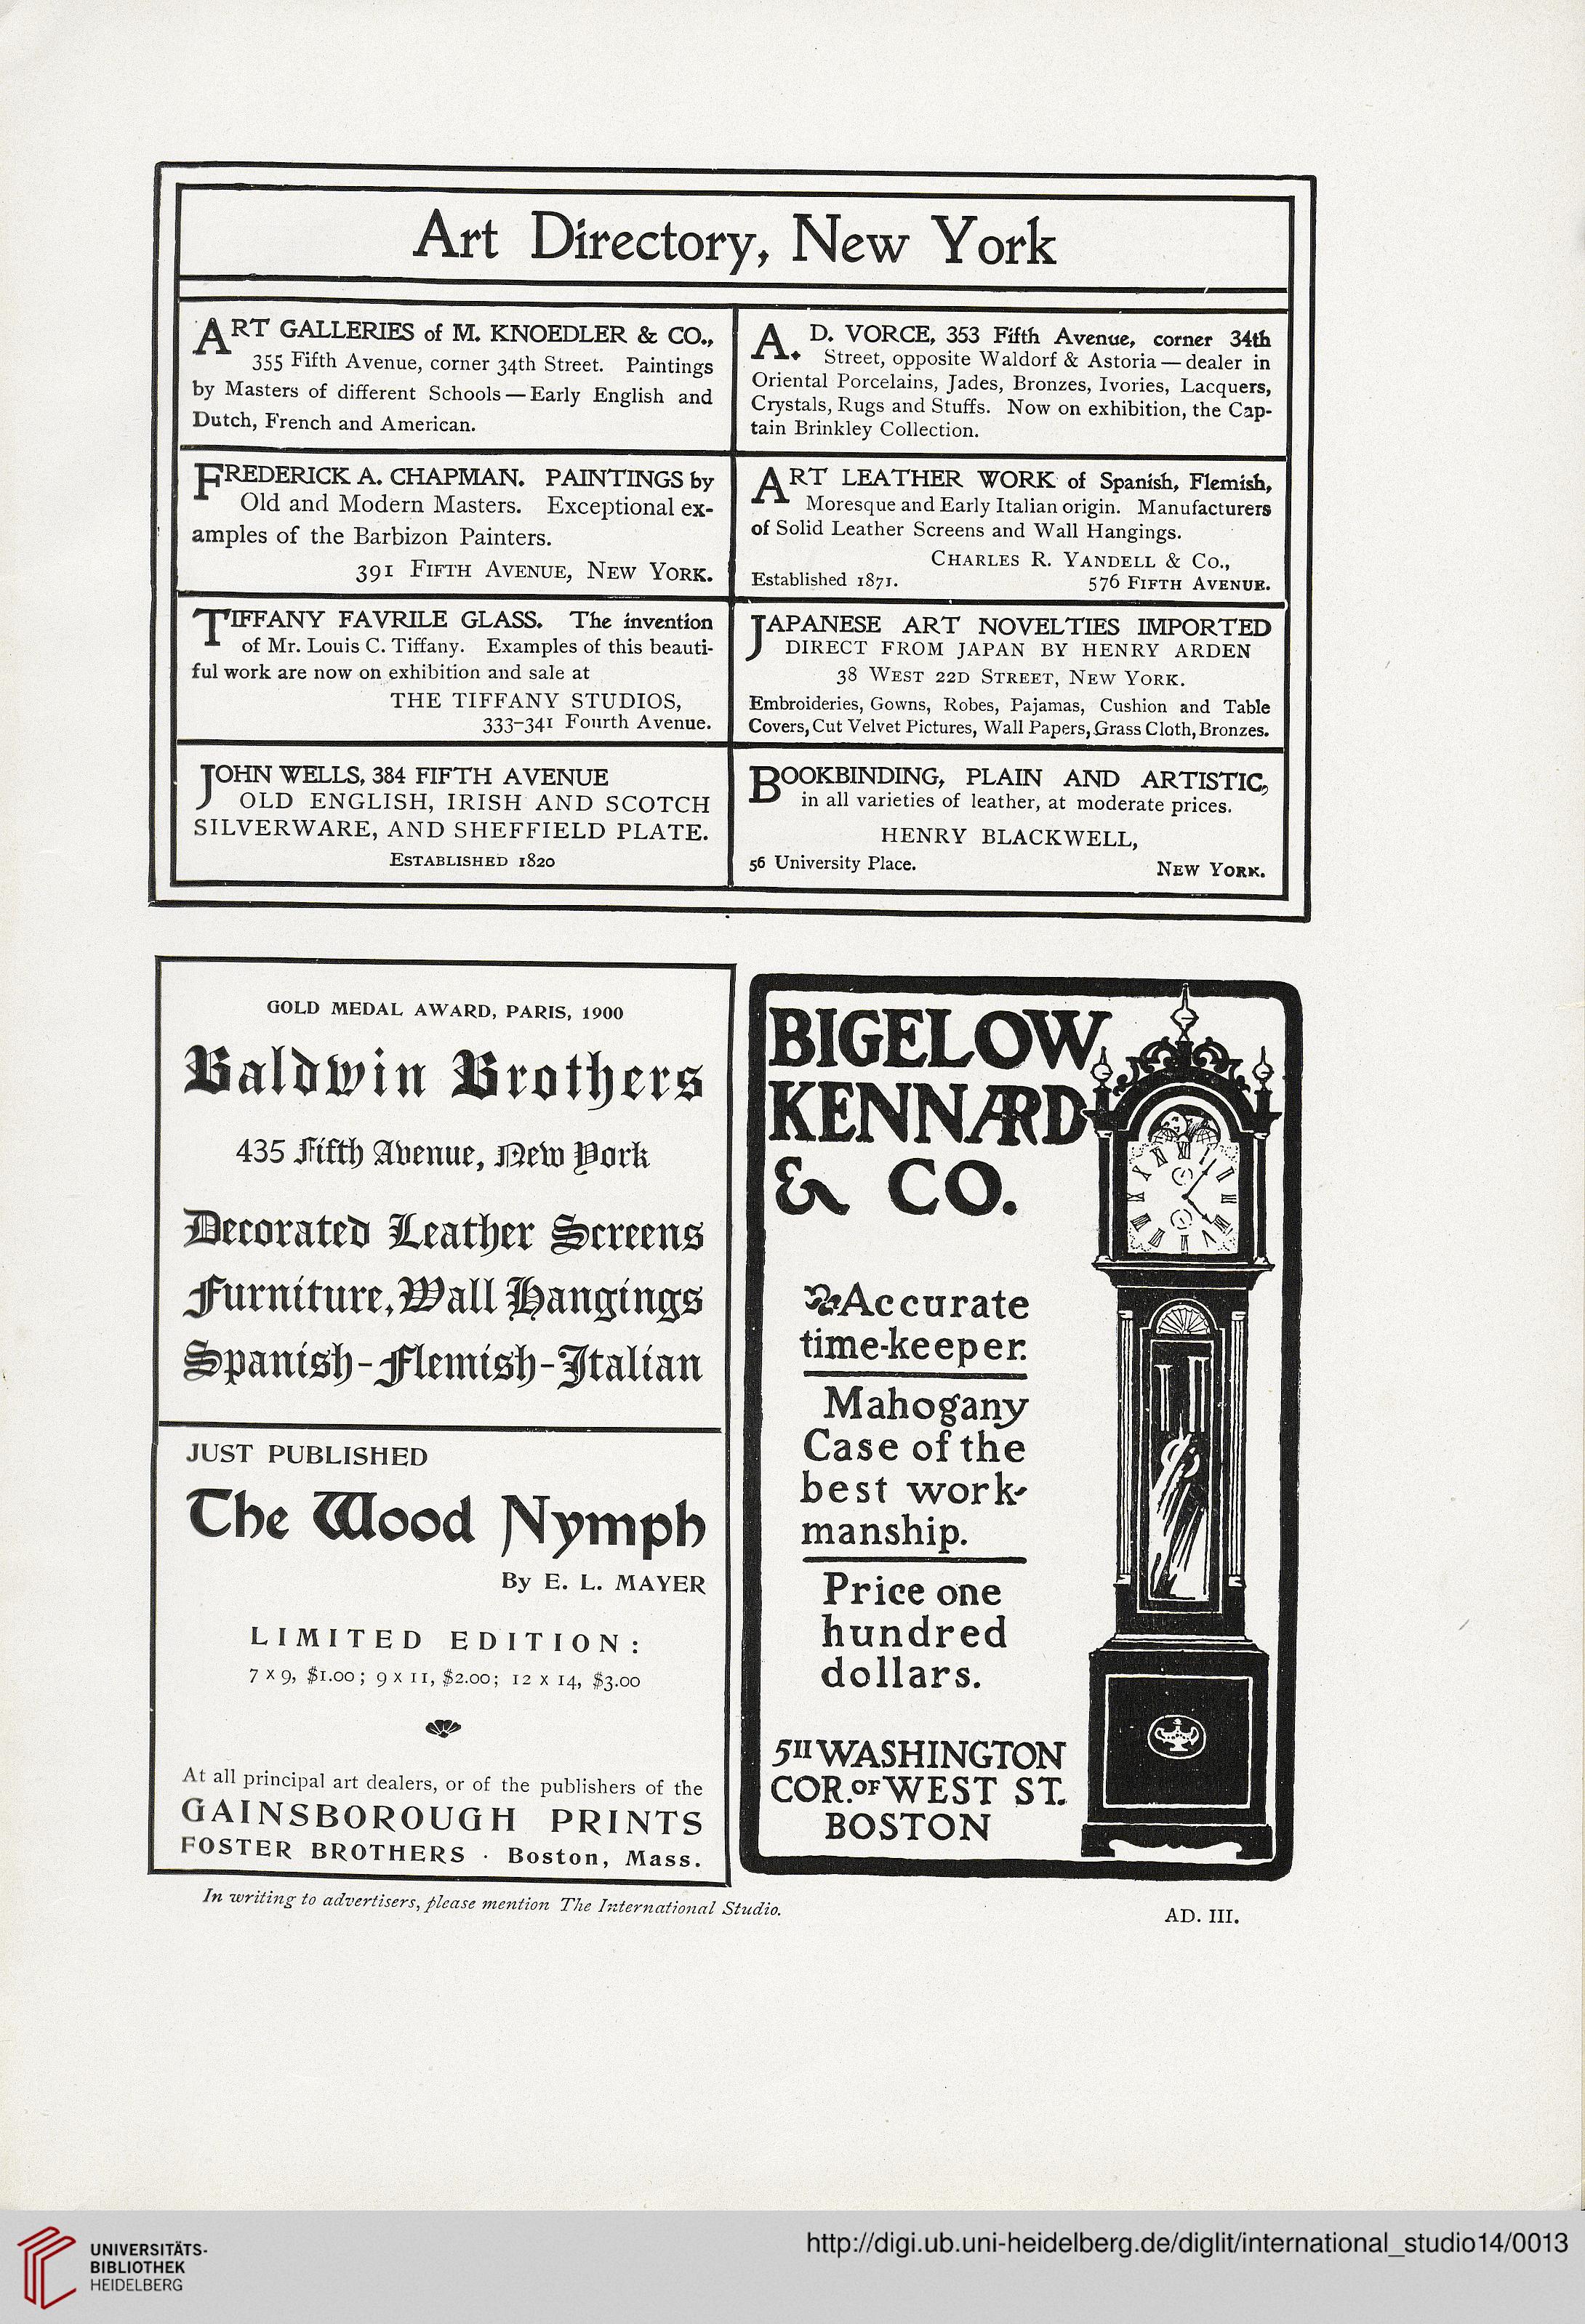 Art Directory, New York
ART GALLERIES of M. KNOEDLER & CO.,
355 Fifth Avenue, corner 34th Street. Paintings
by Masters of different Schools — Early English and
Dutch, French and American.
A. D. VORCE, 353 Fifth Avenue, corner 34th
Street, opposite Waldorf & Astoria — dealer in
Oriental Porcelains, Jades, Bronzes, Ivories, Lacquers,
Crystals, Rugs and Stuffs. Now on exhibition, the Cap-
tain Brinkley Collection.
FREDERICK A. CHAPMAN. PAINTINGS by
Old and Modern Masters. Exceptional ex-
amples of the Barbizon Painters.
391 FIFTH AVENUE, NEW YORK.
ART LEATHER WORK of Spanish, Flemish,
Moresque and Early Italian origin. Manufacturers
of Solid Leather Screens and Wall Hangings.
CHARLES R. YANDELL & CO.,
Established 1871. 576 FIFTH AVENUE.
TIFFANY FAVRILE GLASS. The invention
of Mr. Louis C. Tiffany. Examples of this beauti-
ful work are now on exhibition and sale at
THE TIFFANY STUDIOS,
333-341 Fourth Avenue.
JAPANESE ART NOVELTIES IMPORTED
DIRECT FROM JAPAN BY HENRY ARDEN
38 WEST 22D STREET, NEW YORK.
Embroideries, Gowns, Robes, Pajamas, Cushion and Table
Covers, Cut Velvet Pictures, Wall Papers, Grass Cloth, Bronzes.
JOHN WELLS, 384 FIFTH AVENUE
OLD ENGLISH, IRISH AND SCOTCH
SILVERWARE, AND SHEFFIELD PLATE.
ESTABLISHED 1820
BOOKBINDING, PLAIN AND ARTISTIC,
in all varieties of leather, at moderate prices.
HENRY BLACKWELL,
56 University Place. NEW YORK.
GOLD MEDAL AWARD, PARIS, 1900
Baldwin Brothers
435 Fifth Avenue, New York
Decorated Leather Screens
Furniture, Wall Hangings
Spanish-Flemish-Italian
JUST PUBLISHED
The Wood Nymph
By E. L. MAYER
LIMITED EDITION:
7 x 9, $1.00; 9 x 11, $2.00; 12 x 14, $3.00
At all principal art dealers, or of the publishers of the
GAINSBOROUGH PRINTS
FOSTER BROTHERS · Boston, Mass.
BIGELOW
KENNARD
& CO.
Accurate
time-keeper.
Mahogany
Case of the
best work-
manship.
Price one
hundred
dollars.
511 WASHINGTON
COR. OF WEST ST.
BOSTON
In writing to advertisers, please mention The International Studio.
AD. III.
UNIVERSITÄTS-
BIBLIOTHEK
HEIDELBERG
http://digi.ub.uni-heidelberg.de/diglit/international_studio14/0013